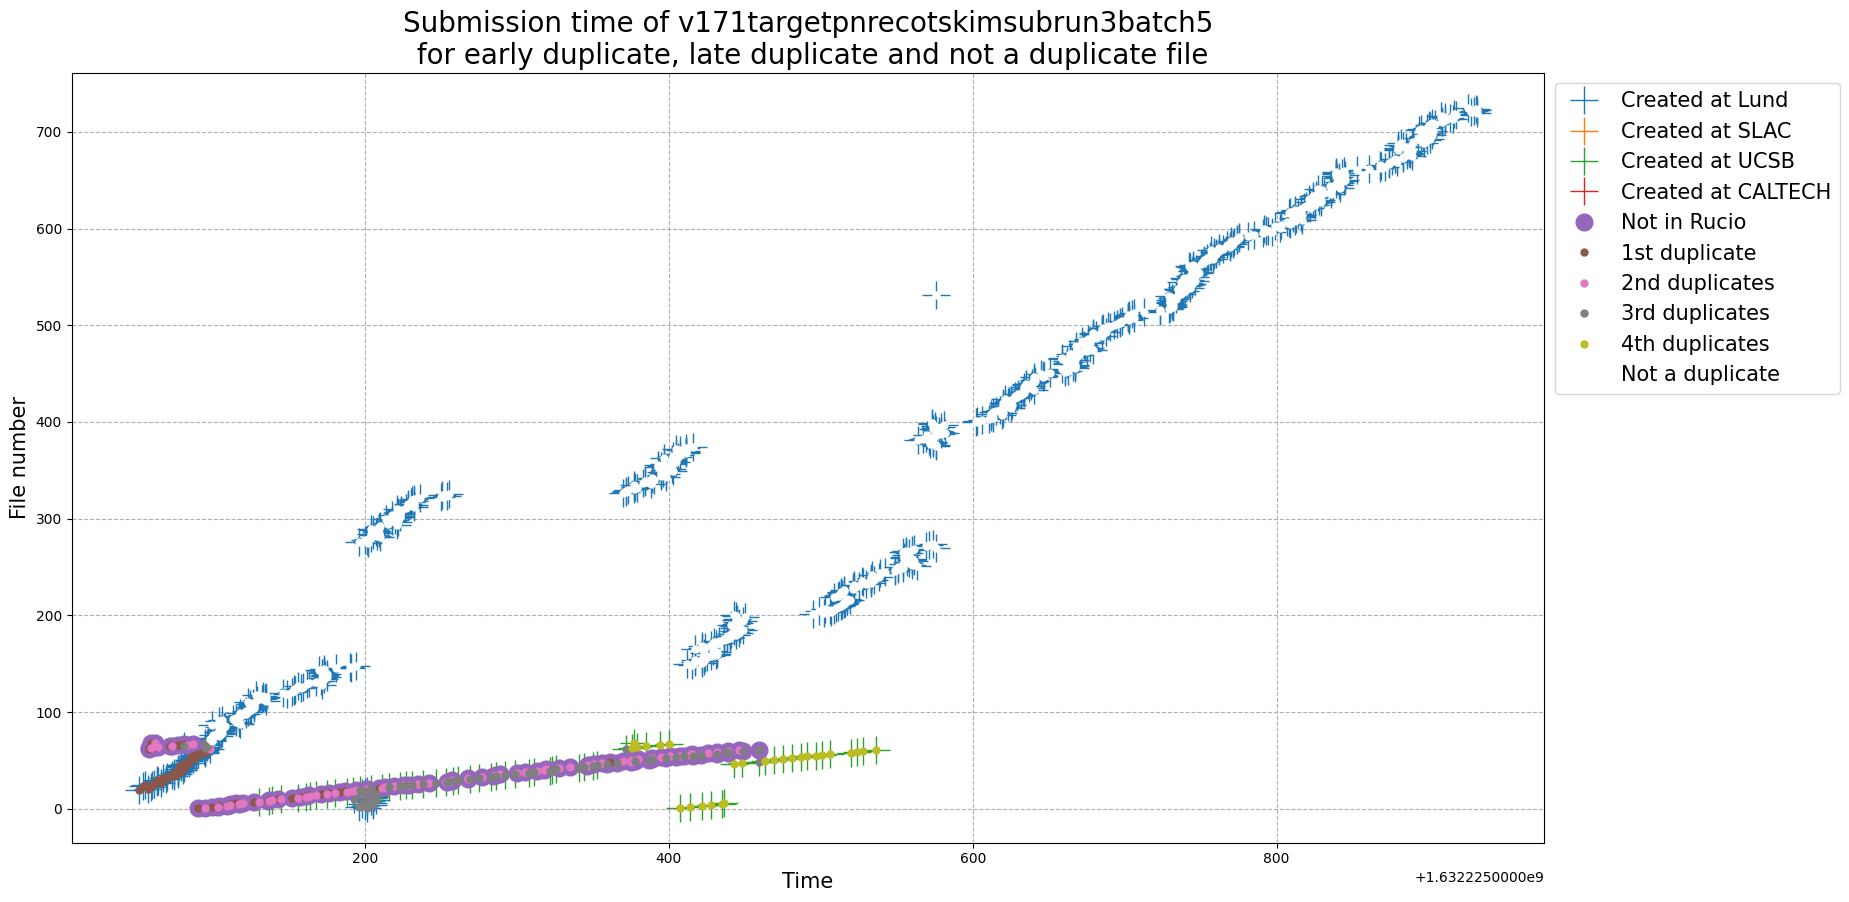 Submission time of v171targetpnrecotskimsubrun3batch5
for early duplicate, late duplicate and not a duplicate file
File number
700
600
500
400
300
200
100
0
200
400
600
800
Time
+1.6322250000e9
Created at Lund
Created at SLAC
Created at UCSB
Created at CALTECH
Not in Rucio
1st duplicate
2nd duplicates
3rd duplicates
4th duplicates
Not a duplicate